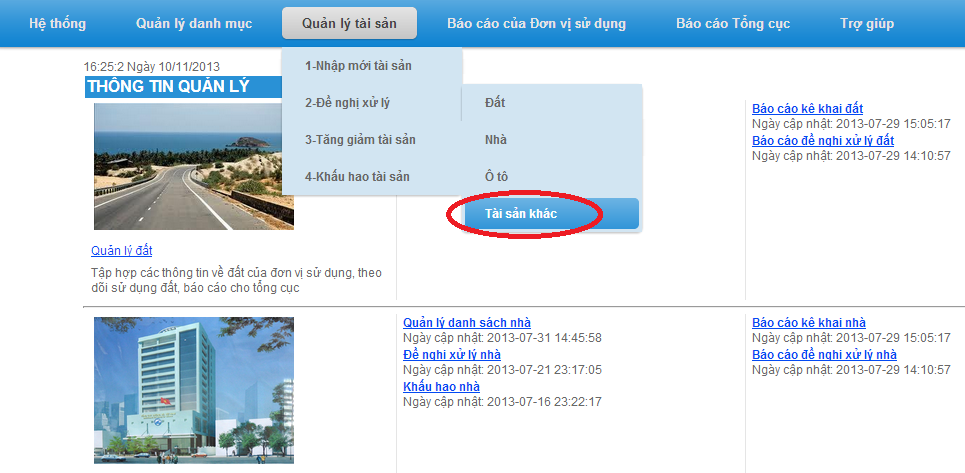 Hệ thống
Quản lý danh mục
Quản lý tài sản
Báo cáo của Đơn vị sử dụng
Báo cáo Tổng cục
Trợ giúp
1-Nhập mới tài sản
2-Đề nghị xử lý
3-Tăng giảm tài sản
4-Khấu hao tài sản
Đất
Nhà
Ô tô
Tài sản khác
16:25:2 Ngày 10/11/2013
THÔNG TIN QUẢN LÝ
Quản lý đất
Tập hợp các thông tin về đất của đơn vị sử dụng, theo
dõi sử dụng đất, báo cáo cho tổng cục
Báo cáo kê khai đất
Ngày cập nhật: 2013-07-29 15:05:17
Báo cáo đề nghị xử lý đất
Ngày cập nhật: 2013-07-29 14:10:57
Quản lý danh sách nhà
Ngày cập nhật: 2013-07-31 14:45:58
Đề nghị xử lý nhà
Ngày cập nhật: 2013-07-21 23:17:05
Khấu hao nhà
Ngày cập nhật: 2013-07-16 23:22:17
Báo cáo kê khai nhà
Ngày cập nhật: 2013-07-29 15:05:17
Báo cáo đề nghị xử lý nhà
Ngày cập nhật: 2013-07-29 14:10:57